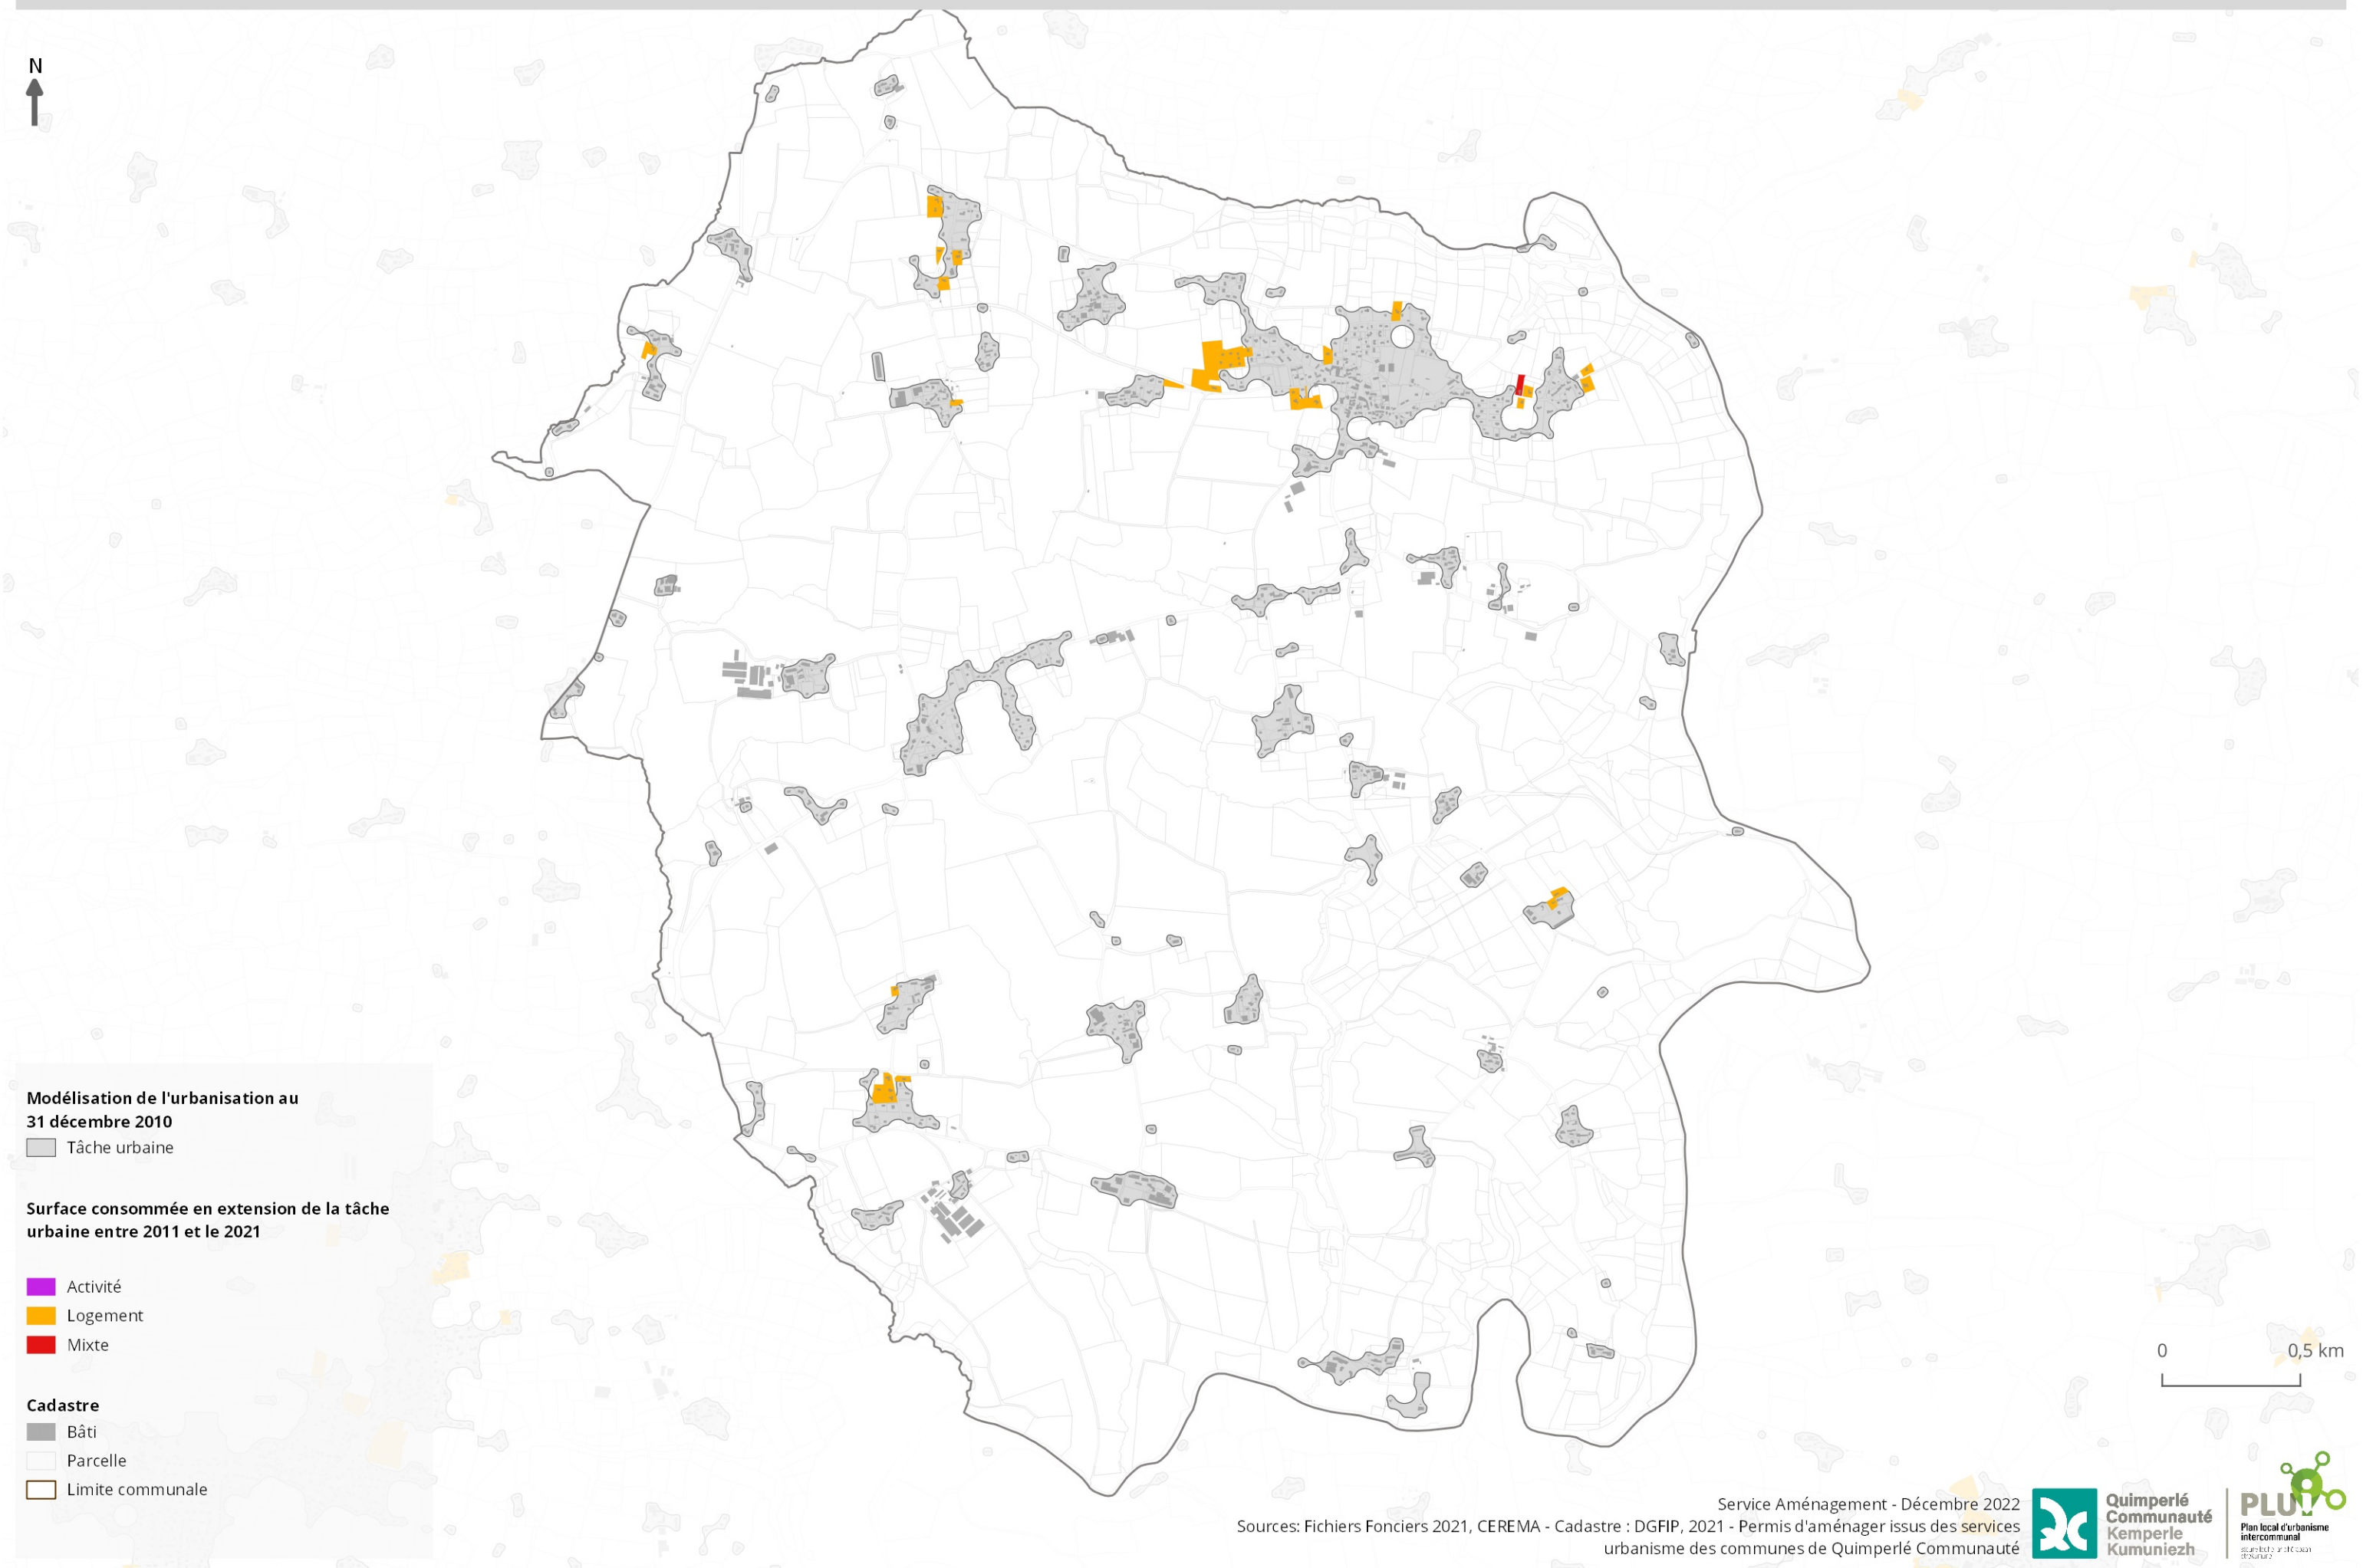 N
Modélisation de l'urbanisation au
31 décembre 2010
Tâche urbaine
Surface consommée en extension de la tâche
urbaine entre 2011 et le 2021
Activité
Logement
Mixte
Cadastre
Bâti
Parcelle
Limite communale
0 0,5 km
Service Aménagement - Décembre 2022
Sources: Fichiers Fonciers 2021, CEREMA - Cadastre : DGFIP, 2021 - Permis d'aménager issus des services
urbanisme des communes de Quimperlé Communauté
Quimperlé
Communauté
Kemperle
Kumuniezh
PLUi
Plan local d'urbanisme
intercommunal